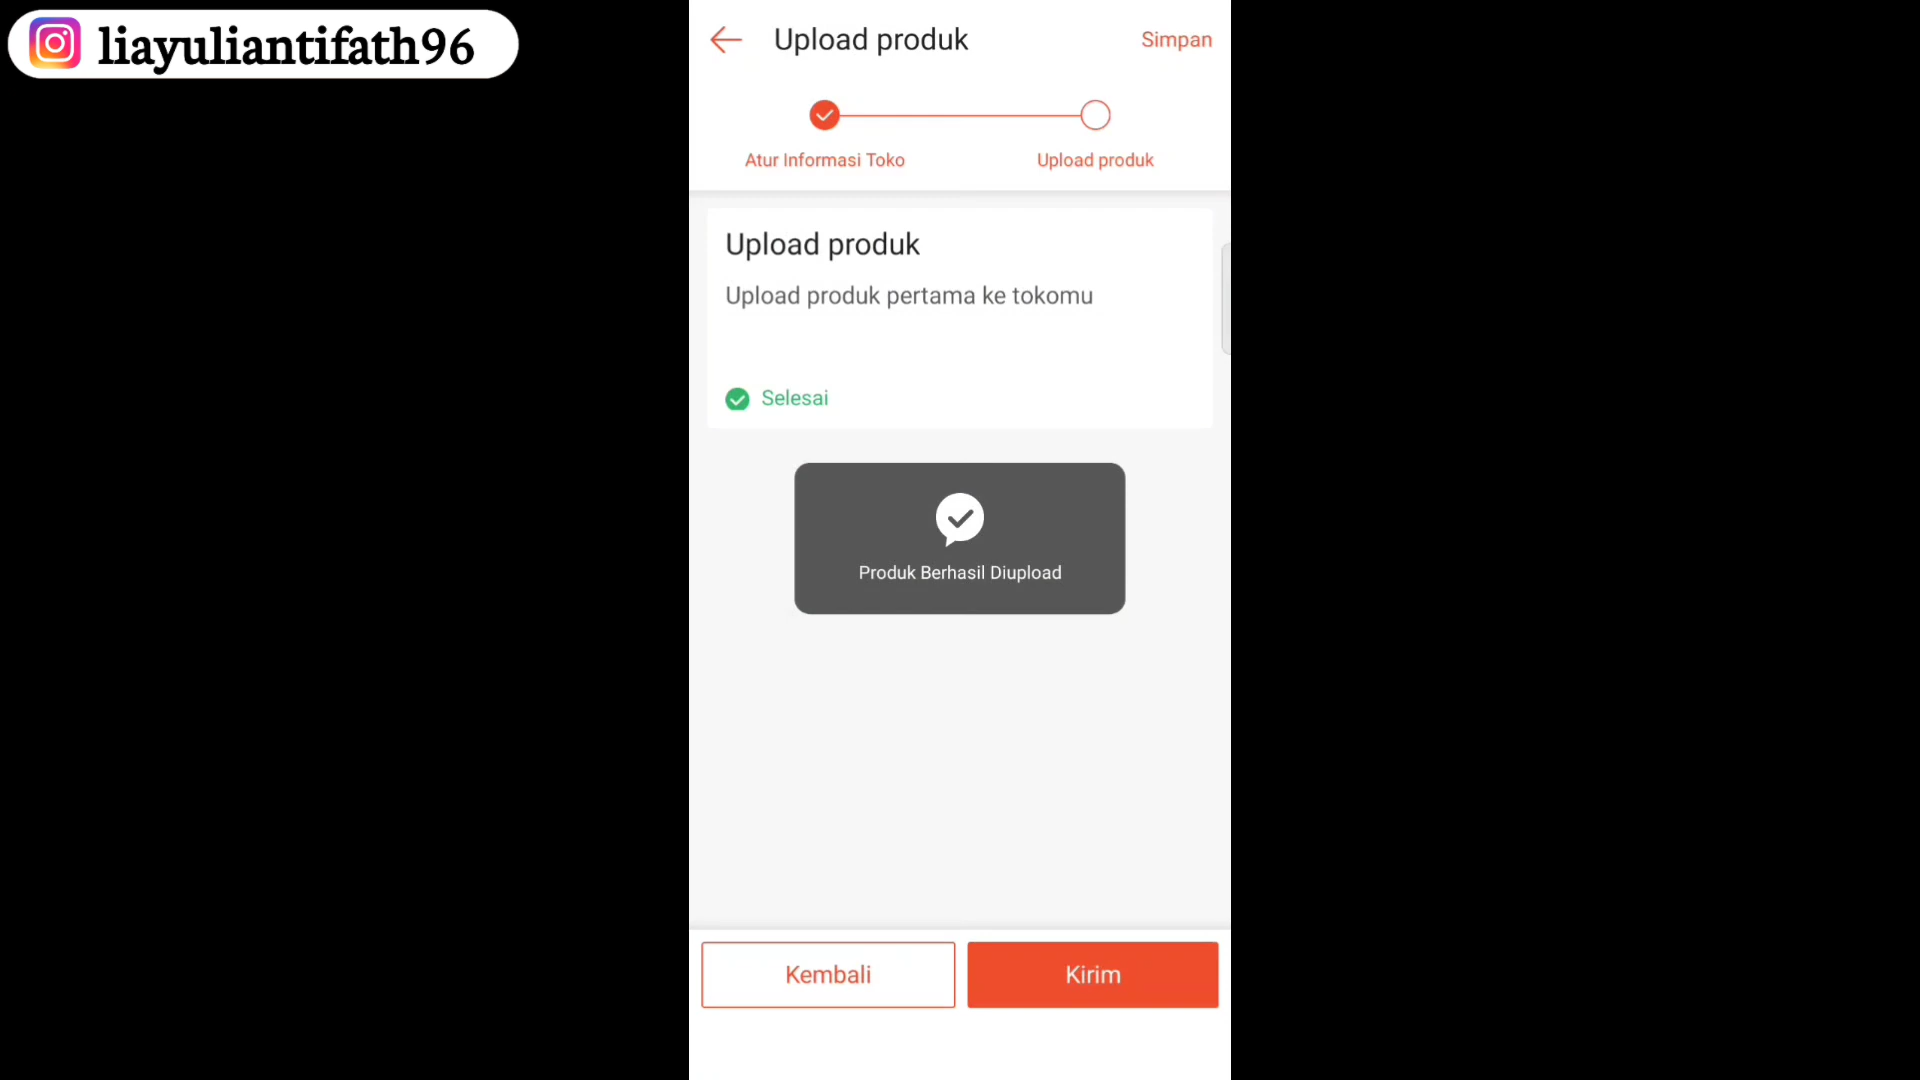 liayuliantifath96
Upload produk
Simpan
Atur Informasi Toko
Upload produk
Upload produk
Upload produk pertama ke tokomu
Selesai
Produk Berhasil Diupload
Kembali
Kirim